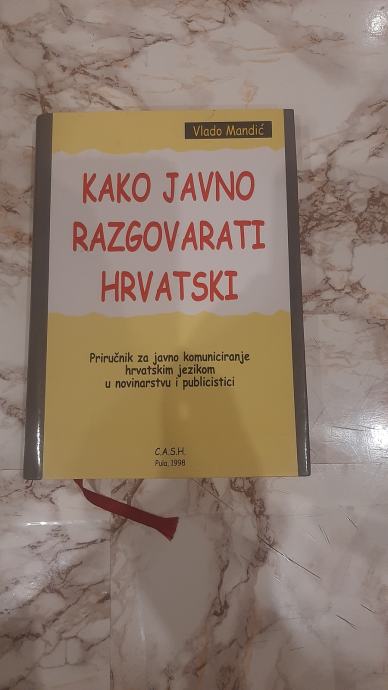 Vlado Mandić
KAKO JAVNO
RAZGOVARATI
HRVATSKI
Priručnik za javno komuniciranje
hrvatskim jezikom
u novinarstvu i publicistici
C.A.S.H.
Pula, 1998